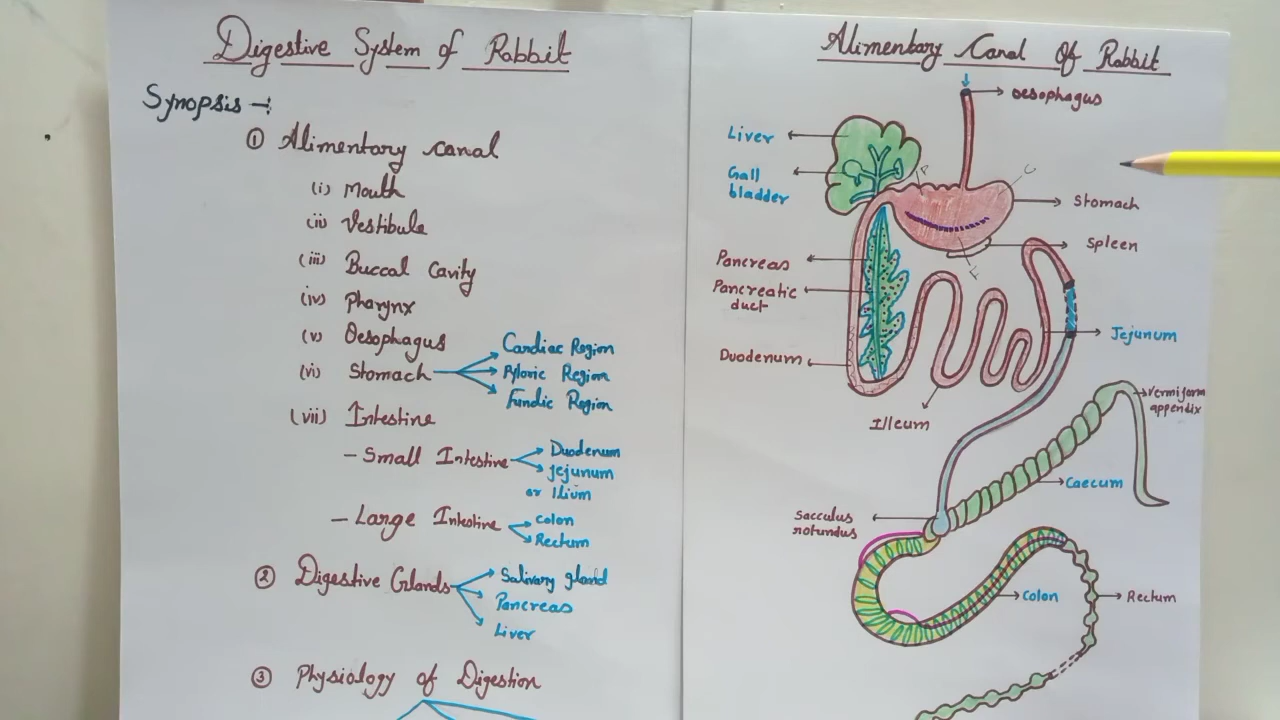 Digestive System of Rabbit
Synopsis -:
① Alimentary canal
(i) Mouth
(ii) Vestibule
(iii) Buccal Cavity
(iv) Pharynx
(v) Oesophagus
(vi) Stomach
Cardiac Region
Pyloric Region
Fundic Region
(vii) Intestine
- Small Intestine
Duodenum
Jejunum
or Ilium
- Large Intestine
Colon
Rectum
② Digestive Glands
Salivary gland
Pancreas
Liver
③ Physiology of Digestion
Alimentary Canal Of Rabbit
Oesophagus
Liver
Gall
bladder
P
C
Stomach
Spleen
F
Pancreas
Pancreatic
duct
Jejunum
Duodenum
Illeum
Vermiform
appendix
Caecum
Sacculus
rotundus
Colon
Rectum